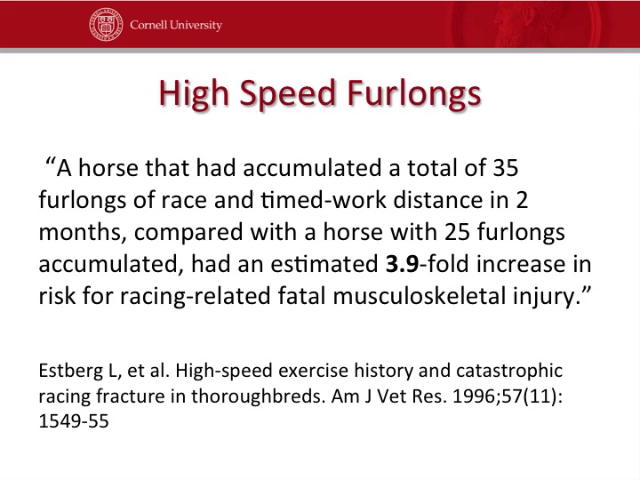 Cornell University
High Speed Furlongs
“A horse that had accumulated a total of 35
furlongs of race and timed-work distance in 2
months, compared with a horse with 25 furlongs
accumulated, had an estimated 3.9-fold increase in
risk for racing-related fatal musculoskeletal injury.”
Estberg L, et al. High-speed exercise history and catastrophic
racing fracture in thoroughbreds. Am J Vet Res. 1996;57(11):
1549-55